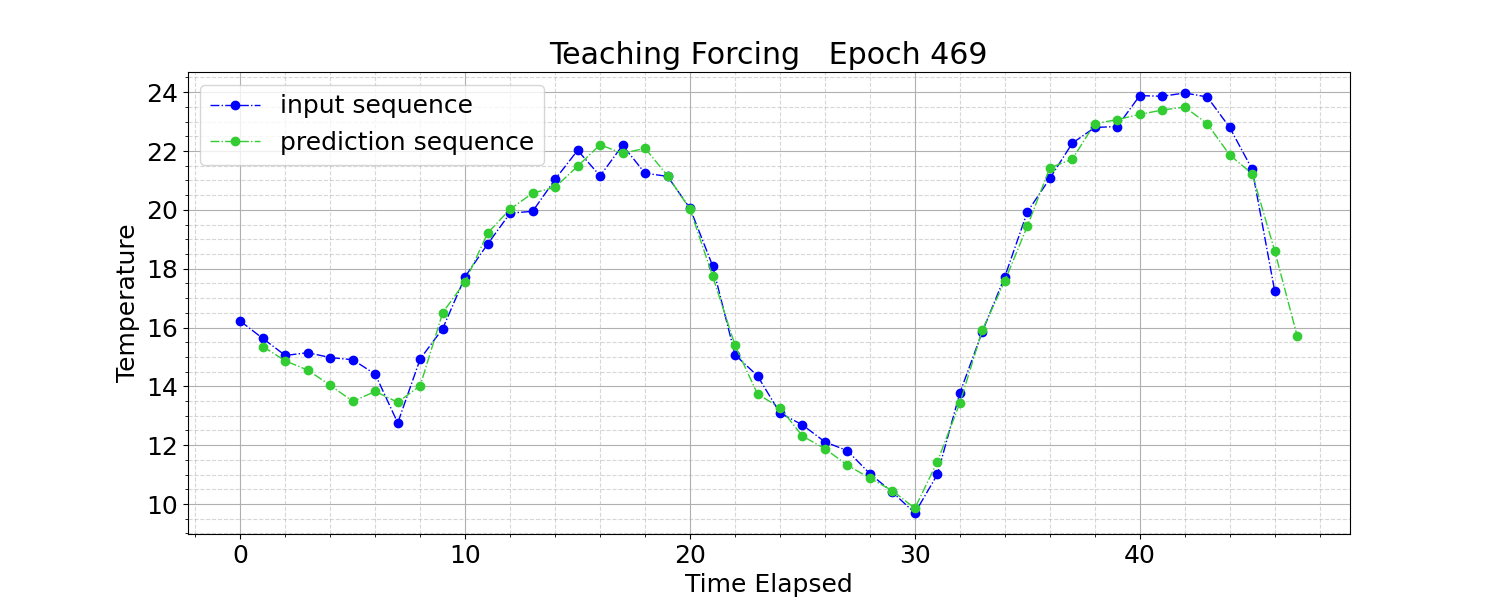 Teaching Forcing   Epoch 469
input sequence
prediction sequence
24
22
20
18
16
14
12
10
Temperature
0 10 20 30 40
Time Elapsed